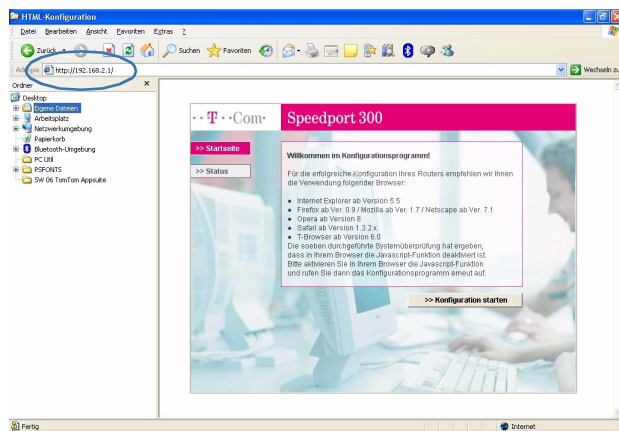 HTML-Konfiguration
Datei Bearbeiten Ansicht Favoriten Extras ?
Zurück Suchen Favoriten
Adresse http://192.168.2.1/ Wechseln zu
Ordner ×
Desktop
Eigene Dateien
Arbeitsplatz
Netzwerkumgebung
Papierkorb
Bluetooth-Umgebung
PC Util
PSFONTS
SW 06 TomTom Appsuite
··T··Com· Speedport 300
>> Startseite
>> Status
Willkommen im Konfigurationsprogramm!
Für die erfolgreiche Konfiguration Ihres Routers empfehlen wir Ihnen
die Verwendung folgender Browser:
• Internet Explorer ab Version 5.5
• Firefox ab Ver. 0.9 / Mozilla ab Ver. 1.7 / Netscape ab Ver. 7.1
• Opera ab Version 8
• Safari ab Version 1.3.2.x
• T-Browser ab Version 6.0
Die soeben durchgeführte Systemüberprüfung hat ergeben,
dass in Ihrem Browser die Javascript-Funktion deaktiviert ist.
Bitte aktivieren Sie in Ihrem Browser die Javascript-Funktion
und rufen Sie dann das Konfigurationsprogramm erneut auf.
>> Konfiguration starten
Fertig Internet